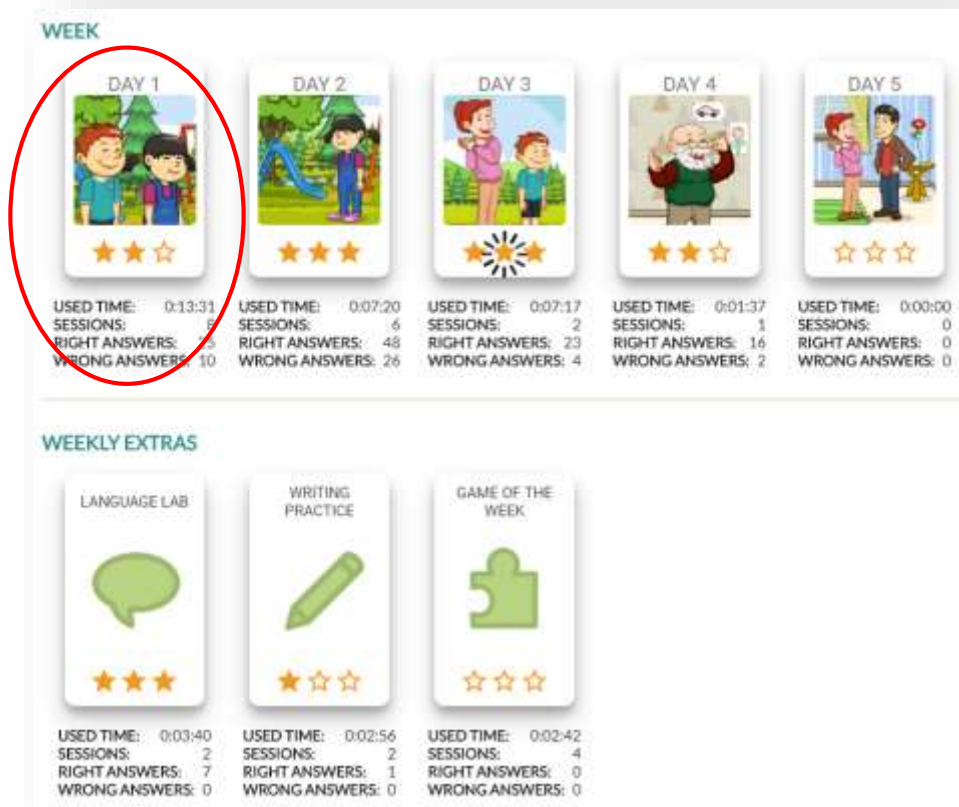 WEEK
DAY 1 DAY 2 DAY 3 DAY 4 DAY 5
USED TIME: 0:13:31 USED TIME: 0:07:20 USED TIME: 0:07:17 USED TIME: 0:01:37 USED TIME: 0:00:00
SESSIONS: SESSIONS: 6 SESSIONS: 2 SESSIONS: 1 SESSIONS: 0
RIGHT ANSWERS: RIGHT ANSWERS: 48 RIGHT ANSWERS: 23 RIGHT ANSWERS: 16 RIGHT ANSWERS: 0
WRONG ANSWERS: 10 WRONG ANSWERS: 26 WRONG ANSWERS: 4 WRONG ANSWERS: 2 WRONG ANSWERS: 0
WEEKLY EXTRAS
LANGUAGE LAB WRITING PRACTICE GAME OF THE WEEK
USED TIME: 0:03:40 USED TIME: 0:02:56 USED TIME: 0:02:42
SESSIONS: 2 SESSIONS: 2 SESSIONS: 4
RIGHT ANSWERS: 7 RIGHT ANSWERS: 1 RIGHT ANSWERS: 0
WRONG ANSWERS: 0 WRONG ANSWERS: 0 WRONG ANSWERS: 0